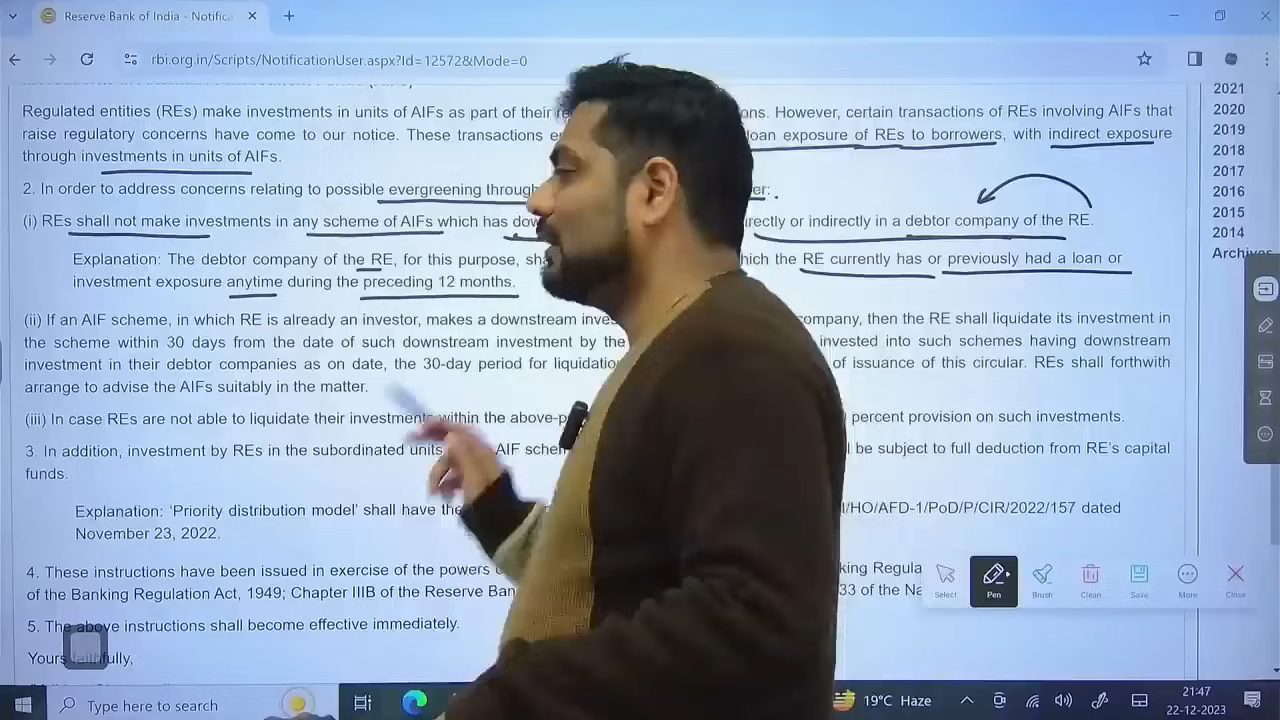 Reserve Bank of India - Notifica
rbi.org.in/Scripts/NotificationUser.aspx?Id=12572&Mode=0
Regulated entities (REs) make investments in units of AIFs as part of their ons. However, certain transactions of REs involving AIFs that
raise regulatory concerns have come to our notice. These transactions loan exposure of REs to borrowers, with indirect exposure
through investments in units of AIFs.
2. In order to address concerns relating to possible evergreening through er:
(i) REs shall not make investments in any scheme of AIFs which has dow rectly or indirectly in a debtor company of the RE.
Explanation: The debtor company of the RE, for this purpose, sha hich the RE currently has or previously had a loan or
investment exposure anytime during the preceding 12 months.
(ii) If an AIF scheme, in which RE is already an investor, makes a downstream inves company, then the RE shall liquidate its investment in
the scheme within 30 days from the date of such downstream investment by the invested into such schemes having downstream
investment in their debtor companies as on date, the 30-day period for liquidatio of issuance of this circular. REs shall forthwith
arrange to advise the AIFs suitably in the matter.
(iii) In case REs are not able to liquidate their investments within the above-p percent provision on such investments.
3. In addition, investment by REs in the subordinated units AIF schem l be subject to full deduction from RE's capital
funds.
Explanation: 'Priority distribution model' shall have the /HO/AFD-1/PoD/P/CIR/2022/157 dated
November 23, 2022.
4. These instructions have been issued in exercise of the powers king Regula
of the Banking Regulation Act, 1949; Chapter IIIB of the Reserve Ban 33 of the Na
5. The above instructions shall become effective immediately.
Yours faithfully,
2021
2020
2019
2018
2017
2016
2015
2014
Archives
Select
Pen
Brush
Clean
Save
More
Close
Type here to search
19°C Haze
21:47
22-12-2023